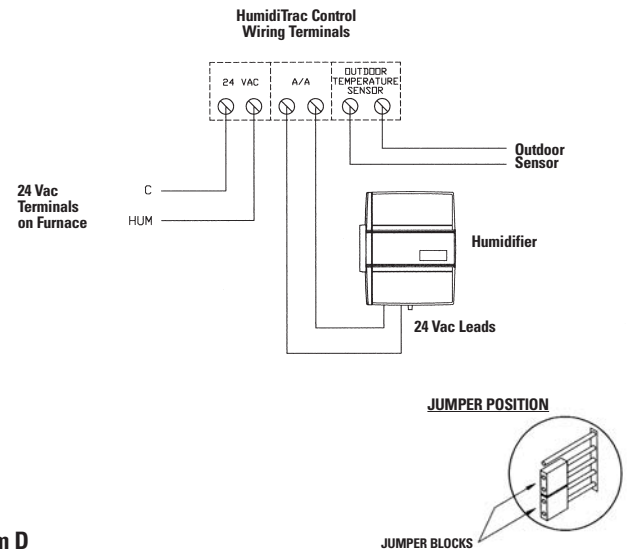 HumidiTrac Control
Wiring Terminals
24 VAC
A/A
OUTDOOR
TEMPERATURE
SENSOR
Outdoor
Sensor
24 Vac
Terminals
on Furnace
C
HUM
Humidifier
24 Vac Leads
JUMPER POSITION
JUMPER BLOCKS
m D